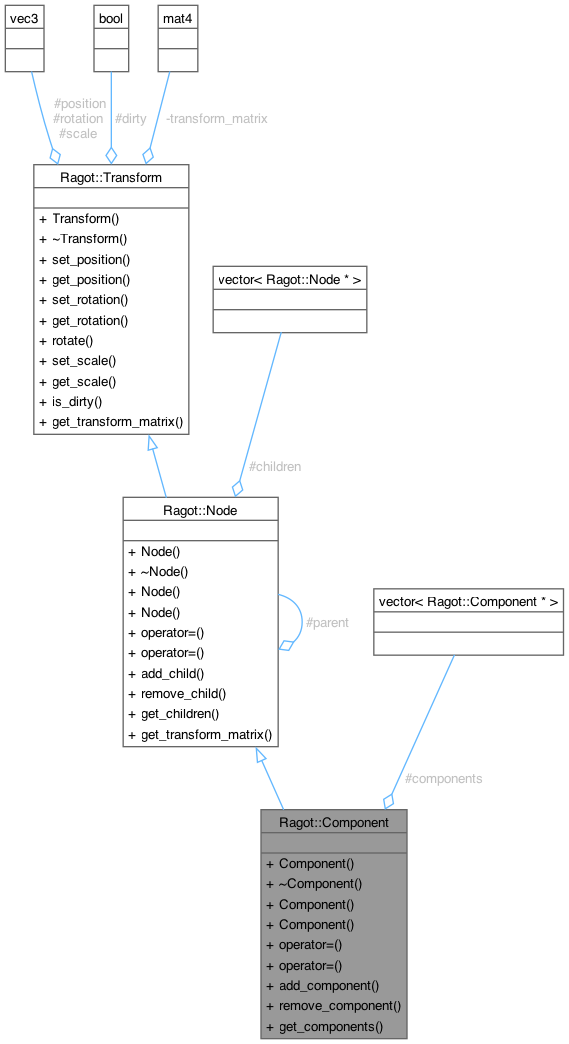 vec3
bool
mat4
#position
#rotation
#scale
#dirty
-transform_matrix
Ragot::Transform
+ Transform()
+ ~Transform()
+ set_position()
+ get_position()
+ set_rotation()
+ get_rotation()
+ rotate()
+ set_scale()
+ get_scale()
+ is_dirty()
+ get_transform_matrix()
vector< Ragot::Node * >
#children
Ragot::Node
+ Node()
+ ~Node()
+ Node()
+ Node()
+ operator=()
+ operator=()
+ add_child()
+ remove_child()
+ get_children()
+ get_transform_matrix()
#parent
vector< Ragot::Component * >
#components
Ragot::Component
+ Component()
+ ~Component()
+ Component()
+ Component()
+ operator=()
+ operator=()
+ add_component()
+ remove_component()
+ get_components()